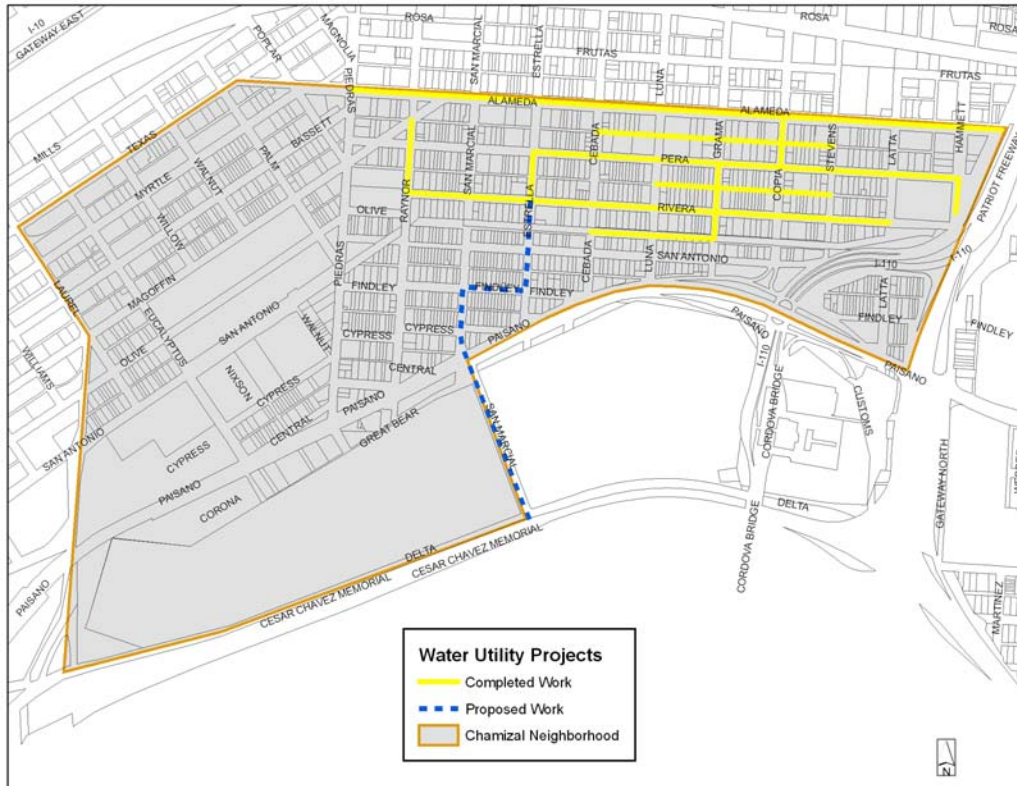 I-10
GATEWAY EAST
POPLAR
MAGNOLIA
ROSA
ROSA
ROSA
SAN MARCIAL
ESTRELLA
FRUTAS
LUNA
FRUTAS
PIEDRAS
MILLS
TEXAS
BASSETT
ALAMEDA
ALAMEDA
HAMMETT
MYRTLE
WALNUT
PALM
SAN MARCIAL
CEBADA
GRAMA
STEVENS
LATTA
PERA
COPIA
PATRIOT FREEWAY
WILLOW
OLIVE
RAYNOR
ESTRELLA
RIVERA
MAGOFFIN
PIEDRAS
CEBADA
LUNA
SAN ANTONIO
I-110
I-110
LAUREL
EUCALYPTUS
SAN ANTONIO
FINDLEY
FINDLEY
FINDLEY
LATTA
FINDLEY
WALNUT
CYPRESS
CYPRESS
PAISANO
PAISANO
FINDLEY
WILLIAMS
OLIVE
NIXSON
CYPRESS
CENTRAL
I-110
PAISANO
PAISANO
CORDOVA BRIDGE
CUSTOMS
SAN ANTONIO
CYPRESS
CENTRAL
GREAT BEAR
SAN MARCIAL
GATEWAY NORTH
PAISANO
CORONA
DELTA
CORDOVA BRIDGE
DELTA
CESAR CHAVEZ MEMORIAL
CESAR CHAVEZ MEMORIAL
PAISANO
MARTINEZ
Water Utility Projects
Completed Work
Proposed Work
Chamizal Neighborhood
N